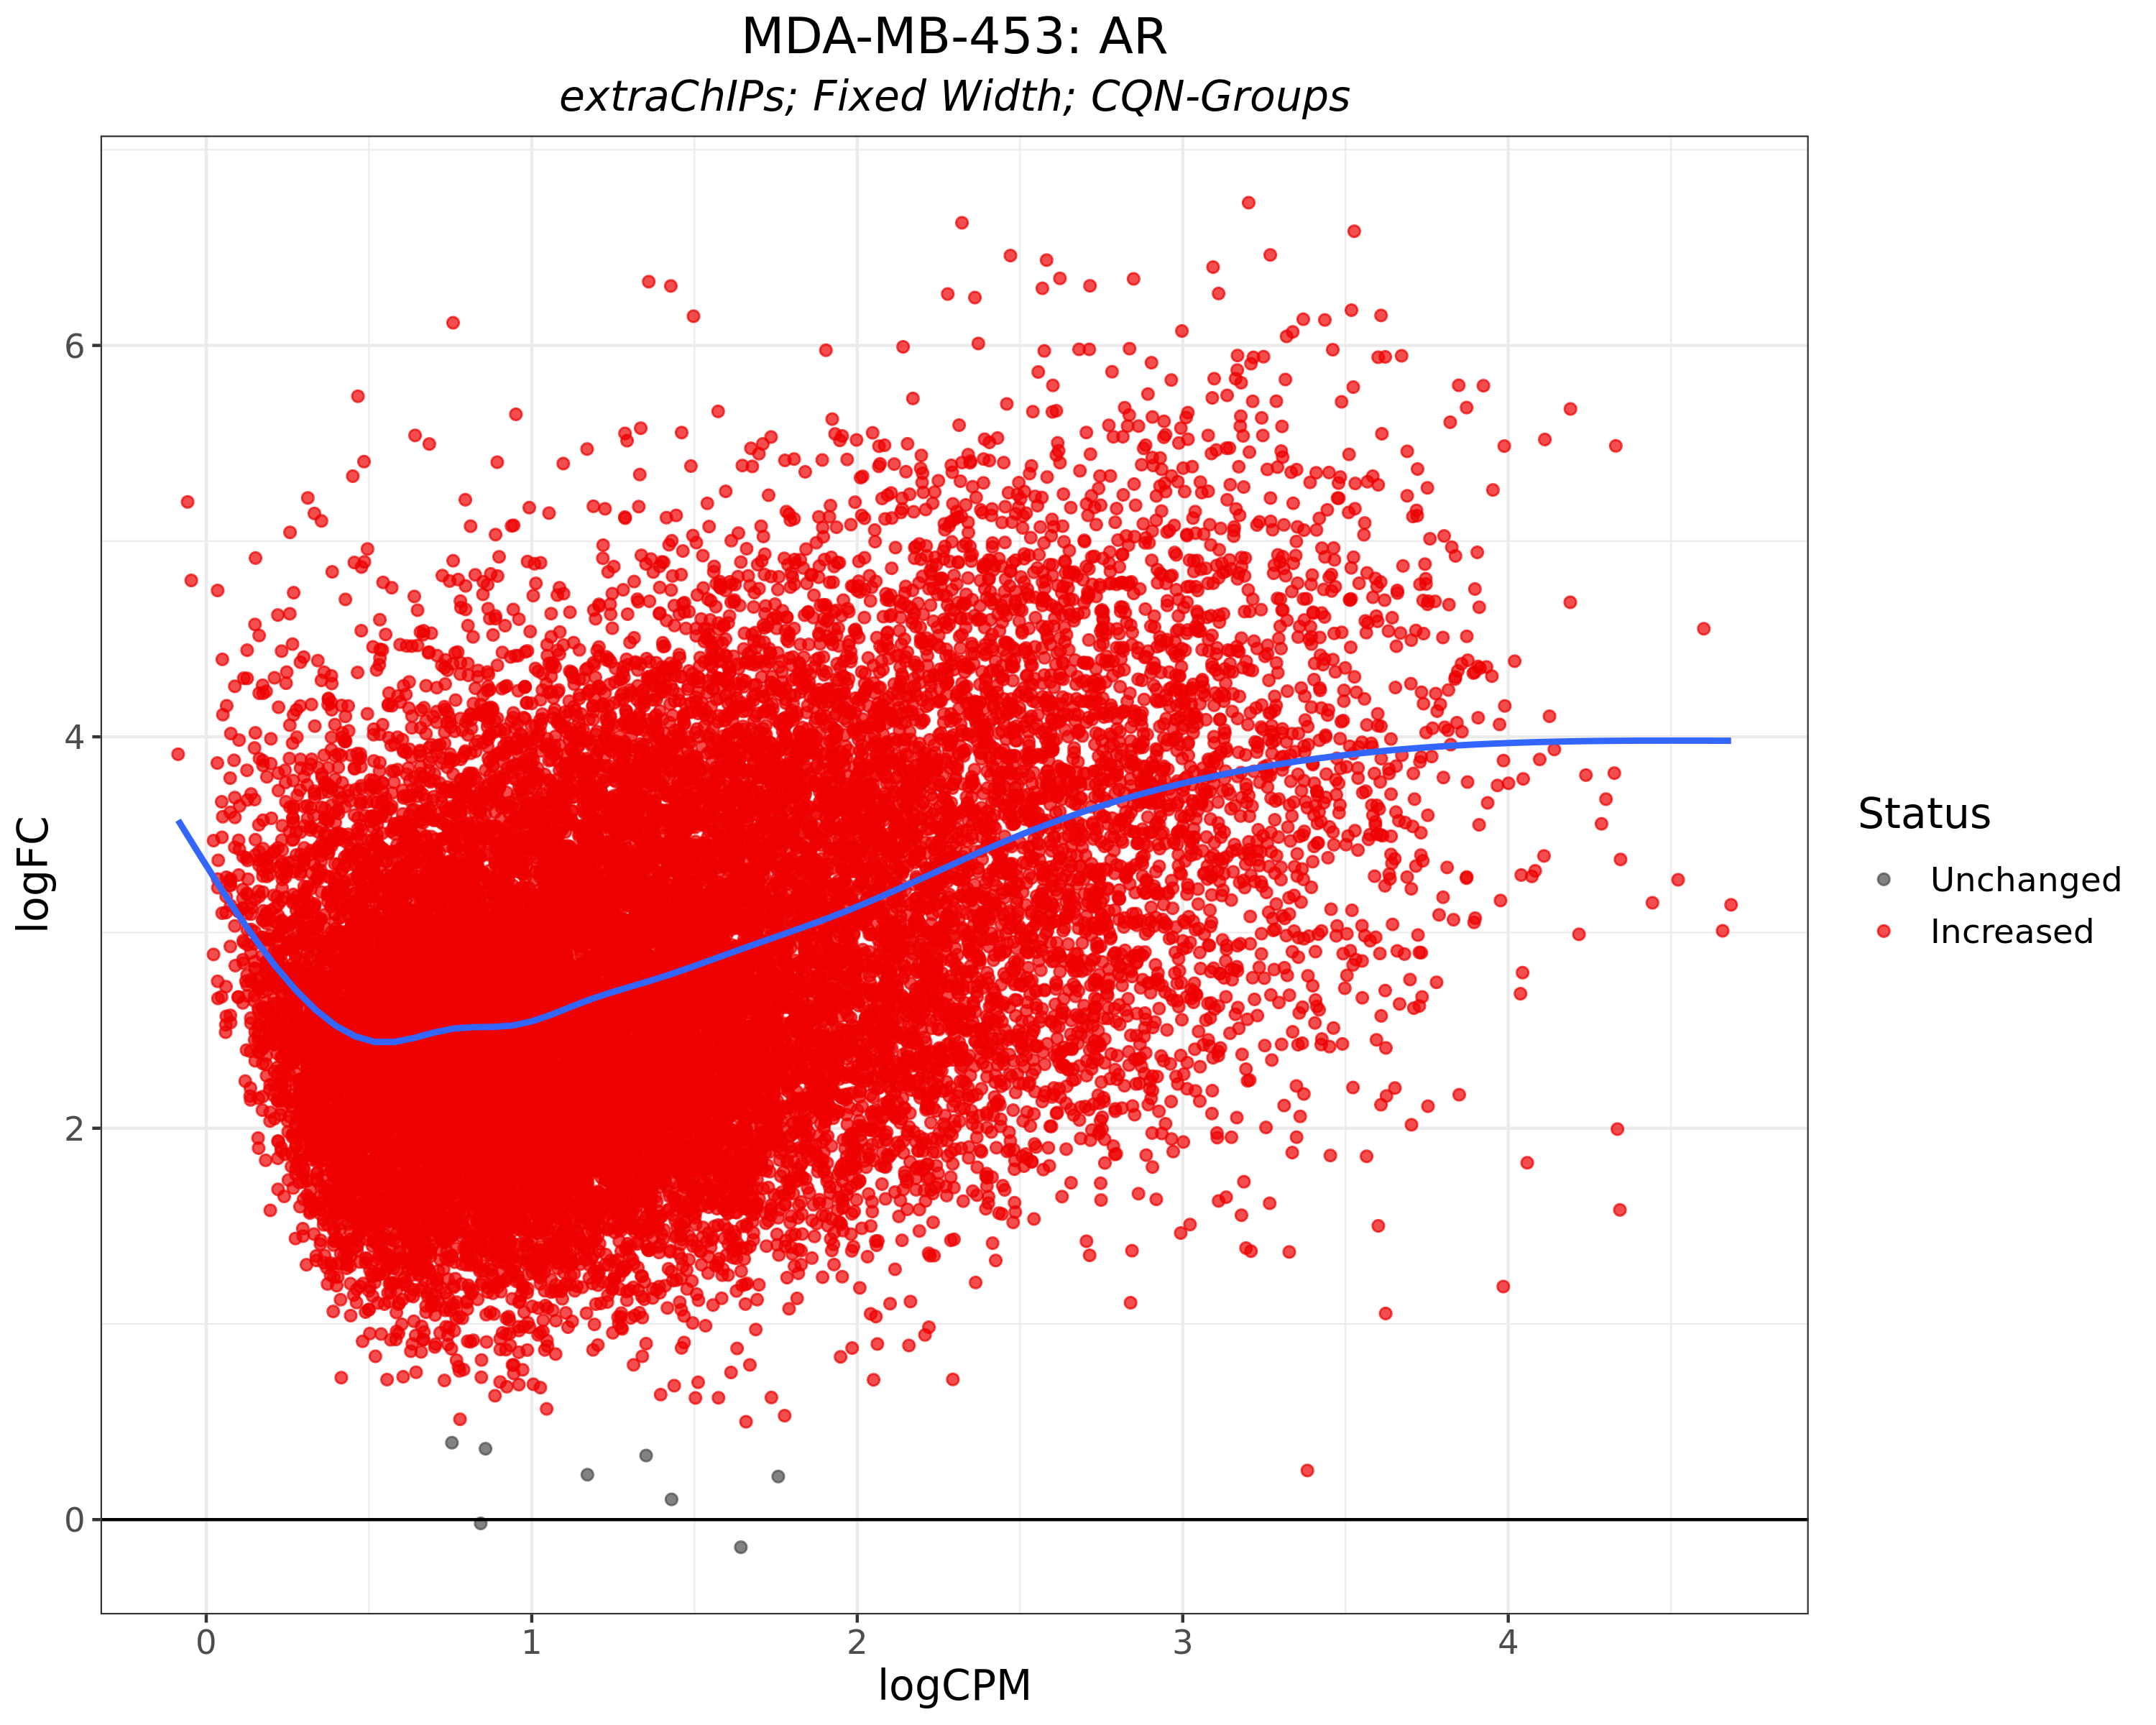 MDA-MB-453: AR
extraChIPs; Fixed Width; CQN-Groups
logFC
6
4
2
0
0 1 2 3 4
logCPM
Status
Unchanged
Increased